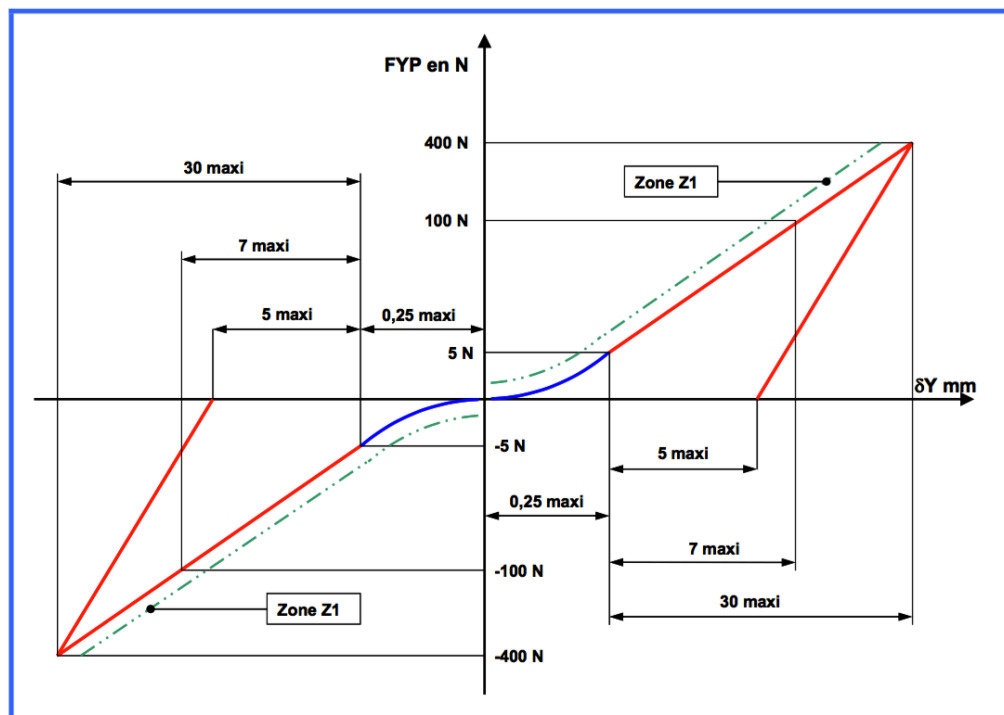 FYP en N
400 N
30 maxi
Zone Z1
100 N
7 maxi
5 maxi
0,25 maxi
5 N
δY mm
-5 N
5 maxi
0,25 maxi
7 maxi
-100 N
30 maxi
Zone Z1
-400 N